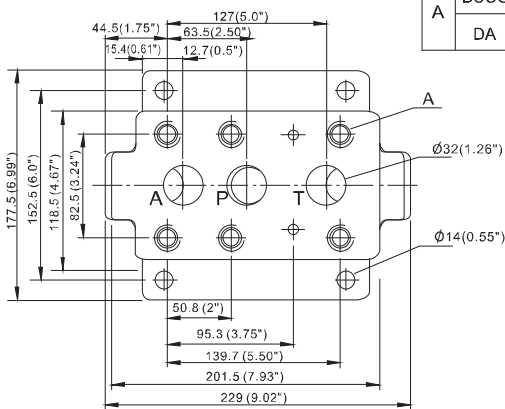 127(5.0")
44.5(1.75")
63.5(2.50")
15.4(0.61")
12.7(0.5")
A
DA
A
177.5 (6.99")
152.5 (6.0")
118.5 (4.67")
82.5 (3.24")
Ø32(1.26")
A
P
T
Ø14(0.55")
50.8 (2")
95.3 (3.75")
139.7 (5.50")
201.5 (7.93")
229 (9.02")